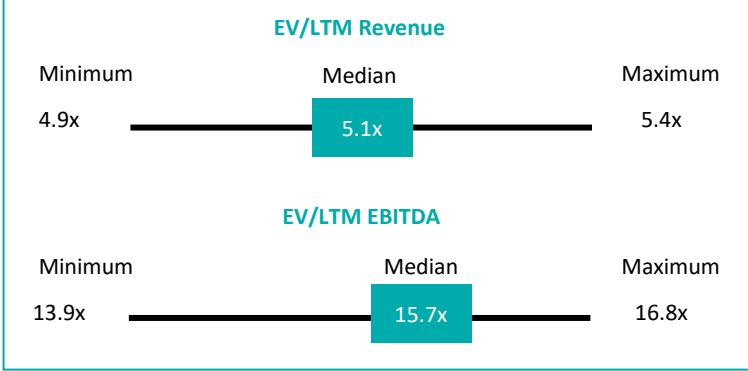 EV/LTM Revenue
Minimum Median Maximum
4.9x 5.1x 5.4x
EV/LTM EBITDA
Minimum Median Maximum
13.9x 15.7x 16.8x